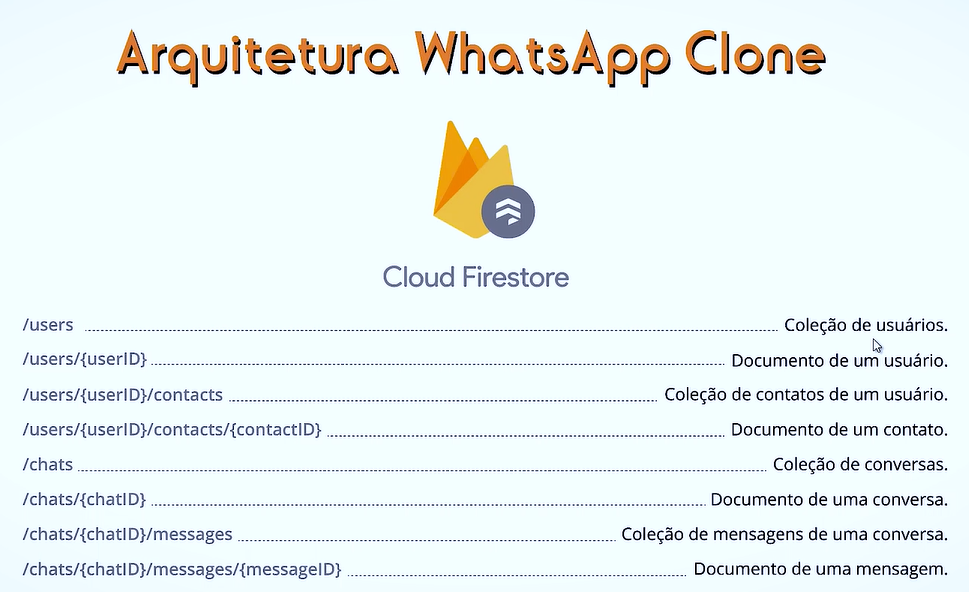 Arquitetura WhatsApp Clone
Cloud Firestore
/users Coleção de usuários.
/users/{userID} Documento de um usuário.
/users/{userID}/contacts Coleção de contatos de um usuário.
/users/{userID}/contacts/{contactID} Documento de um contato.
/chats Coleção de conversas.
/chats/{chatID} Documento de uma conversa.
/chats/{chatID}/messages Coleção de mensagens de uma conversa.
/chats/{chatID}/messages/{messageID} Documento de uma mensagem.